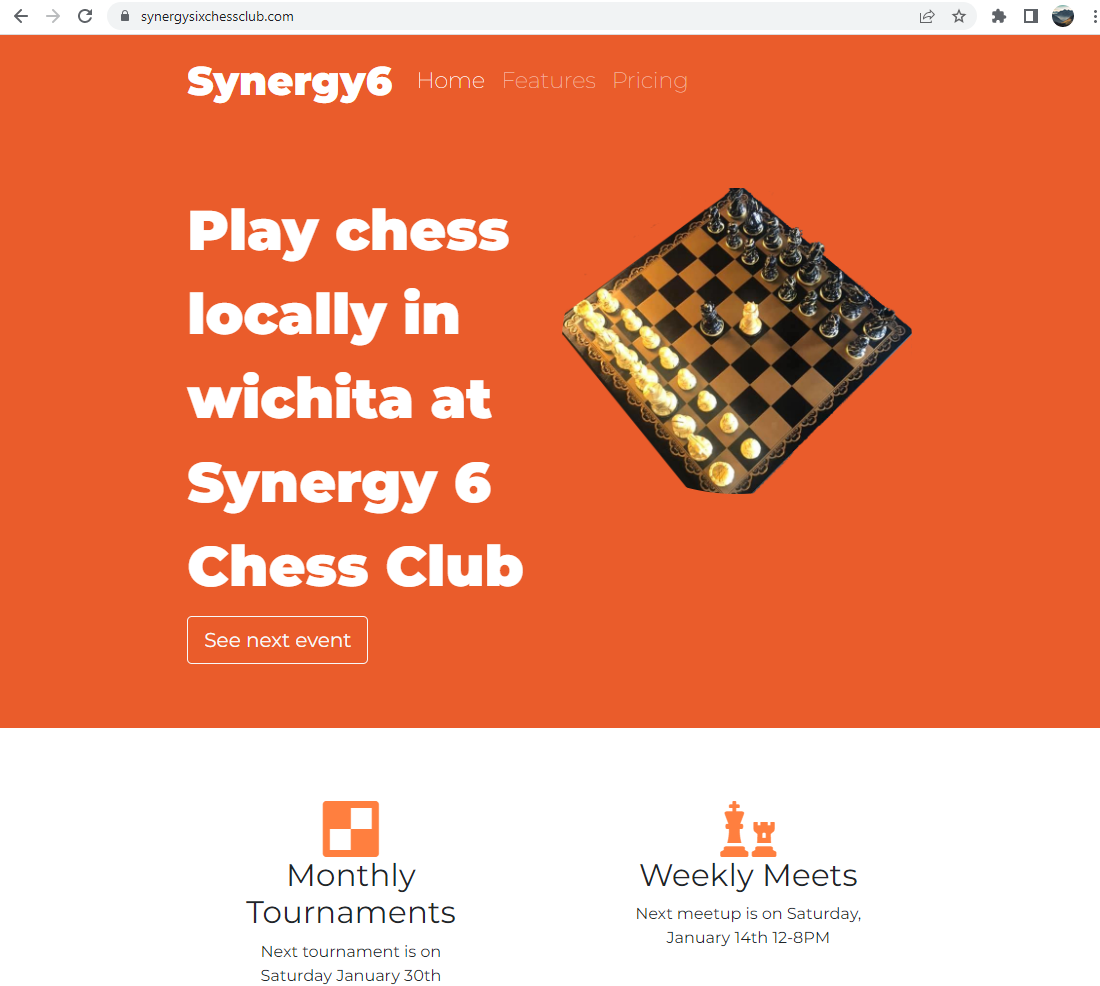 synergysixchessclub.com
Synergy6 Home Features Pricing
Play chess
locally in
wichita at
Synergy 6
Chess Club
See next event
Monthly
Tournaments
Next tournament is on
Saturday January 30th
Weekly Meets
Next meetup is on Saturday,
January 14th 12-8PM